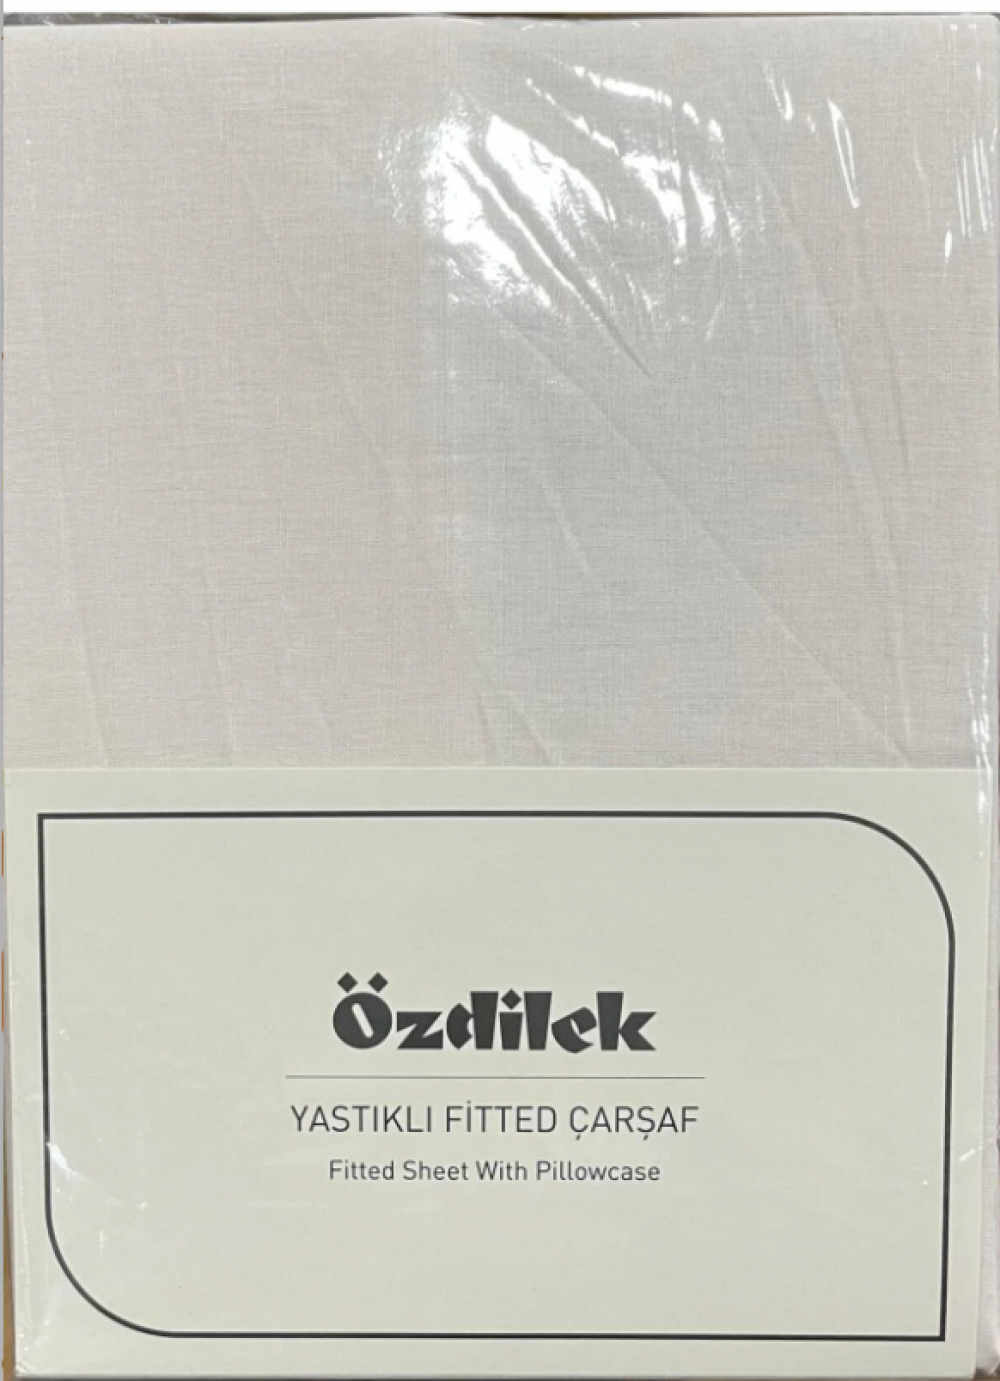 Özdilek
YASTIKLI FİTTED ÇARŞAF
Fitted Sheet With Pillowcase